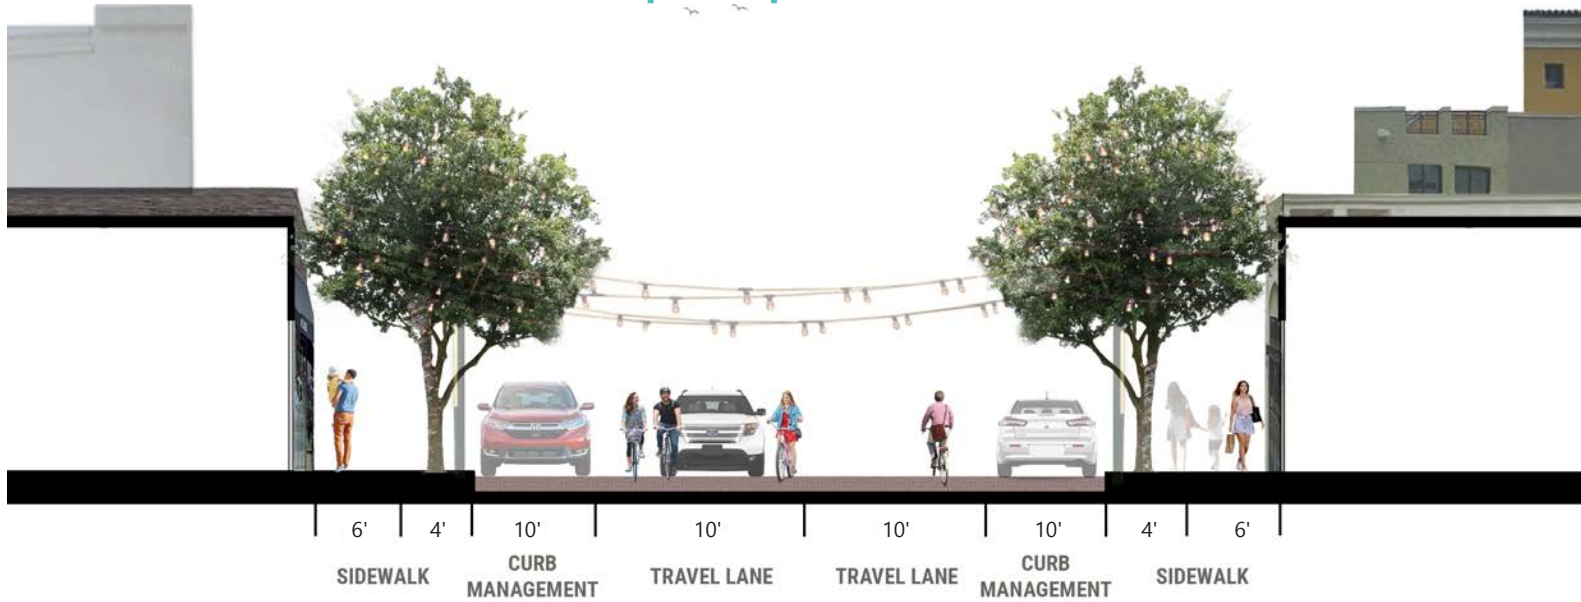 6' 4' 10' 10' 10' 10' 4' 6'
SIDEWALK
CURB
MANAGEMENT
TRAVEL LANE
TRAVEL LANE
CURB
MANAGEMENT
SIDEWALK